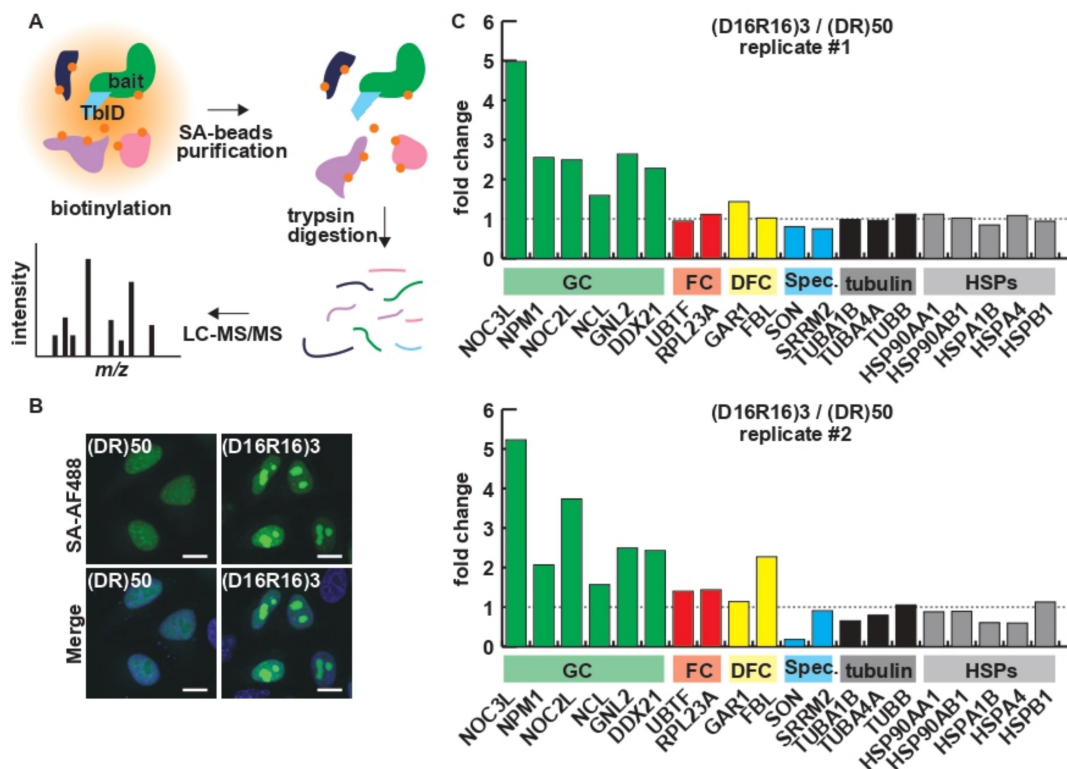 A
bait
TbID
SA-beads
purification
biotinylation
trypsin
digestion
LC-MS/MS
intensity
m/z
B
(DR)50
(D16R16)3
SA-AF488
(DR)50
(D16R16)3
Merge
C
(D16R16)3 / (DR)50
replicate #1
fold change
6
5
4
3
2
1
0
GC
FC
DFC
Spec.
tubulin
HSPs
NOC3L
NPM1
NOC2L
NCL
GNL2
DDX21
UBTF
RPL23A
GAR1
FBL
SON
SRRM2
TUBA1B
TUBA4A
TUBB
HSP90AA1
HSP90AB1
HSPA1B
HSPA4
HSPB1
(D16R16)3 / (DR)50
replicate #2
fold change
6
5
4
3
2
1
0
GC
FC
DFC
Spec.
tubulin
HSPs
NOC3L
NPM1
NOC2L
NCL
GNL2
DDX21
UBTF
RPL23A
GAR1
FBL
SON
SRRM2
TUBA1B
TUBA4A
TUBB
HSP90AA1
HSP90AB1
HSPA1B
HSPA4
HSPB1